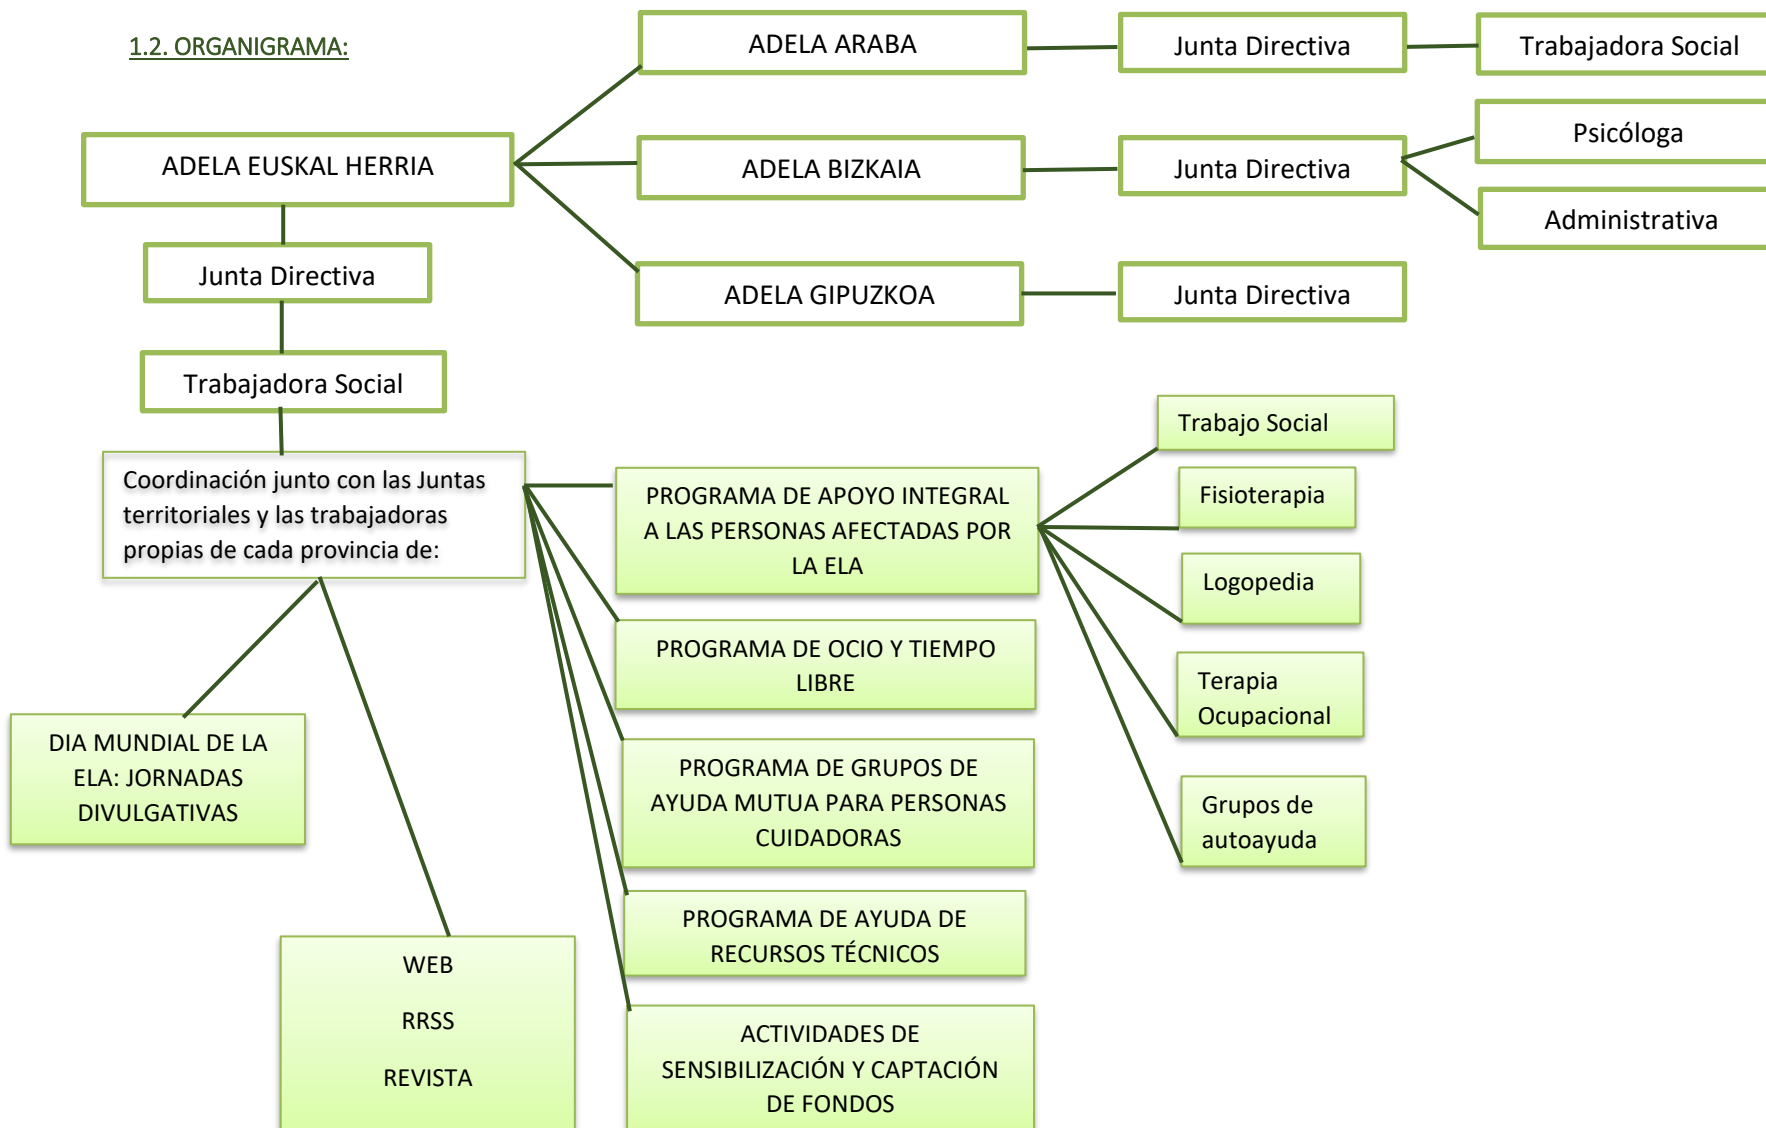 1.2. ORGANIGRAMA:
ADELA ARABA
Junta Directiva
Trabajadora Social
ADELA EUSKAL HERRIA
ADELA BIZKAIA
Junta Directiva
Psicóloga
Administrativa
Junta Directiva
ADELA GIPUZKOA
Junta Directiva
Trabajadora Social
Coordinación junto con las Juntas
territoriales y las trabajadoras
propias de cada provincia de:
PROGRAMA DE APOYO INTEGRAL
A LAS PERSONAS AFECTADAS POR
LA ELA
Trabajo Social
Fisioterapia
Logopedia
Terapia
Ocupacional
Grupos de
autoayuda
PROGRAMA DE OCIO Y TIEMPO
LIBRE
PROGRAMA DE GRUPOS DE
AYUDA MUTUA PARA PERSONAS
CUIDADORAS
PROGRAMA DE AYUDA DE
RECURSOS TÉCNICOS
ACTIVIDADES DE
SENSIBILIZACIÓN Y CAPTACIÓN
DE FONDOS
DIA MUNDIAL DE LA
ELA: JORNADAS
DIVULGATIVAS
WEB
RRSS
REVISTA